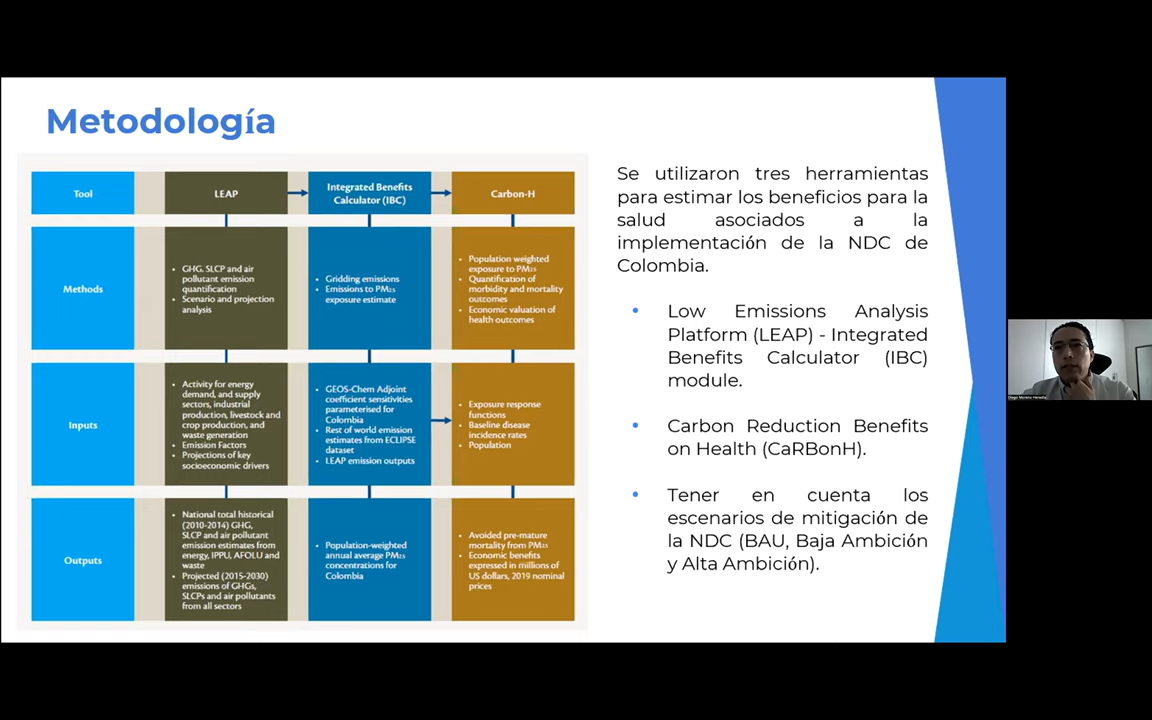 Metodología
Tool
LEAP
Integrated Benefits
Calculator (IBC)
Carbon-H
Methods
• GHG, SLCP and air
pollutant emission
quantification
• Scenario and projection
analysis
• Gridding emissions
• Emissions to PM2.5
exposure estimate
• Population weighted
exposure to PM2.5
• Quantification of
morbidity and mortality
outcomes
• Economic valuation of
health outcomes
Inputs
• Activity for energy
demand, and supply
sectors, industrial
production, livestock and
crop production, and
waste generation
• Emission Factors
• Projections of key
socioeconomic drivers
• GEOS-Chem Adjoint
coefficient sensitivities
parameterised for
Colombia
• Rest of world emission
estimates from ECLIPSE
dataset
• LEAP emission outputs
• Exposure response
functions
• Baseline disease
incidence rates
• Population
Outputs
• National total historical
(2010-2014) GHG,
SLCP and air pollutant
emission estimates from
energy, IPPU, AFOLU and
waste
• Projected (2015-2030)
emissions of GHGs,
SLCPs and air pollutants
from all sectors
• Population-weighted
annual average PM2.5
concentrations for
Colombia
• Avoided pre-mature
mortality from PM2.5
• Economic benefits
expressed in millions of
US dollars, 2019 nominal
prices
Se utilizaron tres herramientas
para estimar los beneficios para la
salud asociados a la
implementación de la NDC de
Colombia.
• Low Emissions Analysis
Platform (LEAP) - Integrated
Benefits Calculator (IBC)
module.
• Carbon Reduction Benefits
on Health (CaRBonH).
• Tener en cuenta los
escenarios de mitigación de
la NDC (BAU, Baja Ambición
y Alta Ambición).
Diego Moreno Heredia